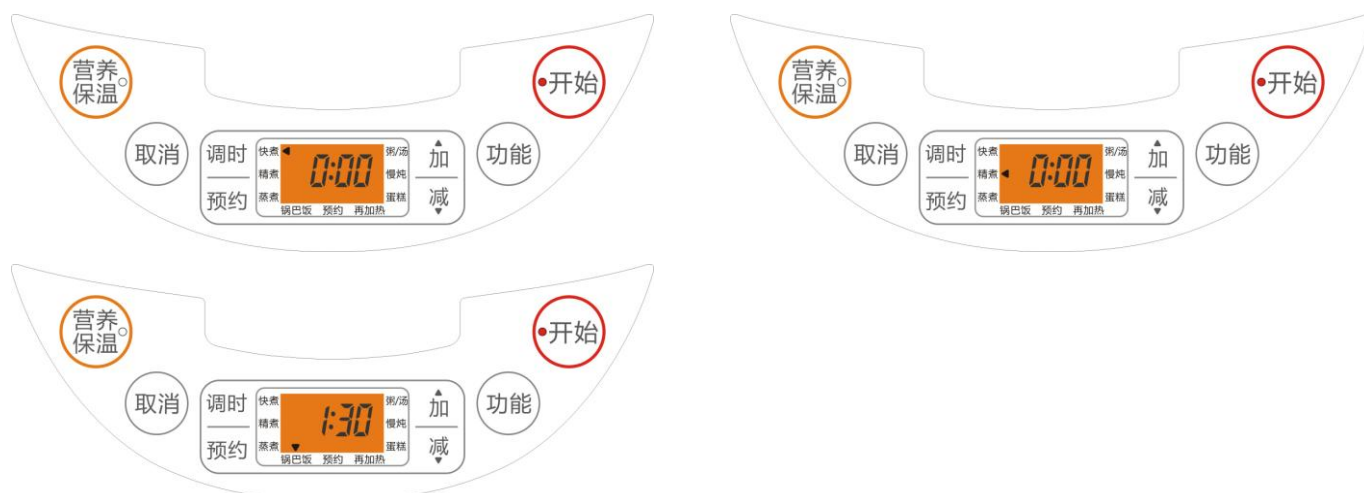 营养
保温
开始
取消
调时
预约
快煮
精煮
蒸煮
0:00
粥/汤
慢炖
蛋糕
锅巴饭 预约 再加热
加
减
功能
营养
保温
开始
取消
调时
预约
快煮
精煮
蒸煮
0:00
粥/汤
慢炖
蛋糕
锅巴饭 预约 再加热
加
减
功能
营养
保温
开始
取消
调时
预约
快煮
精煮
蒸煮
1:30
粥/汤
慢炖
蛋糕
锅巴饭 预约 再加热
加
减
功能